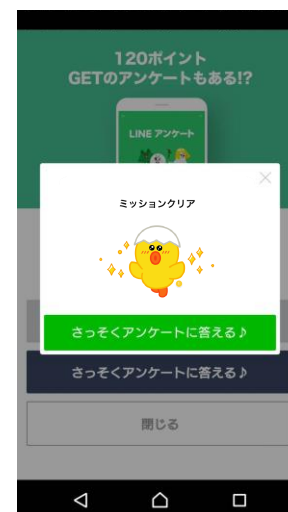 120ポイント
GETのアンケートもある!?
LINE アンケート
ミッションクリア
さっそくアンケートに答える♪
さっそくアンケートに答える♪
閉じる